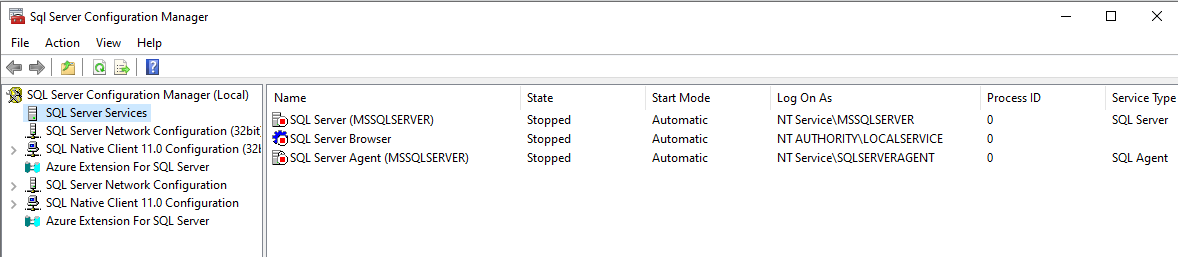 Sql Server Configuration Manager
File Action View Help
SQL Server Configuration Manager (Local)
SQL Server Services
SQL Server Network Configuration (32bit
SQL Native Client 11.0 Configuration (32
Azure Extension For SQL Server
SQL Server Network Configuration
SQL Native Client 11.0 Configuration
Azure Extension For SQL Server
Name State Start Mode Log On As Process ID Service Type
SQL Server (MSSQLSERVER) Stopped Automatic NT Service\MSSQLSERVER 0 SQL Server
SQL Server Browser Stopped Automatic NT AUTHORITY\LOCALSERVICE 0
SQL Server Agent (MSSQLSERVER) Stopped Automatic NT Service\SQLSERVERAGENT 0 SQL Agent